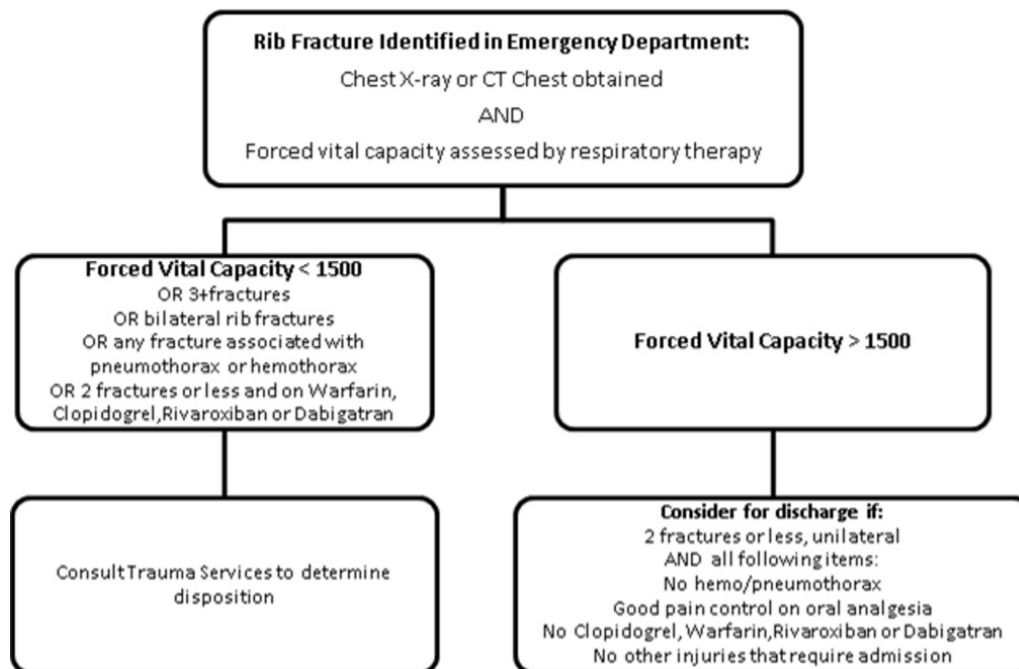 Rib Fracture Identified in Emergency Department:
Chest X-ray or CT Chest obtained
AND
Forced vital capacity assessed by respiratory therapy
Forced Vital Capacity < 1500
OR 3+fractures
OR bilateral rib fractures
OR any fracture associated with
pneumothorax or hemothorax
OR 2 fractures or less and on Warfarin,
Clopidogrel,Rivaroxiban or Dabigatran
Forced Vital Capacity > 1500
Consult Trauma Services to determine
disposition
Consider for discharge if:
2 fractures or less, unilateral
AND all following items:
No hemo/pneumothorax
Good pain control on oral analgesia
No Clopidogrel, Warfarin,Rivaroxiban or Dabigatran
No other injuries that require admission